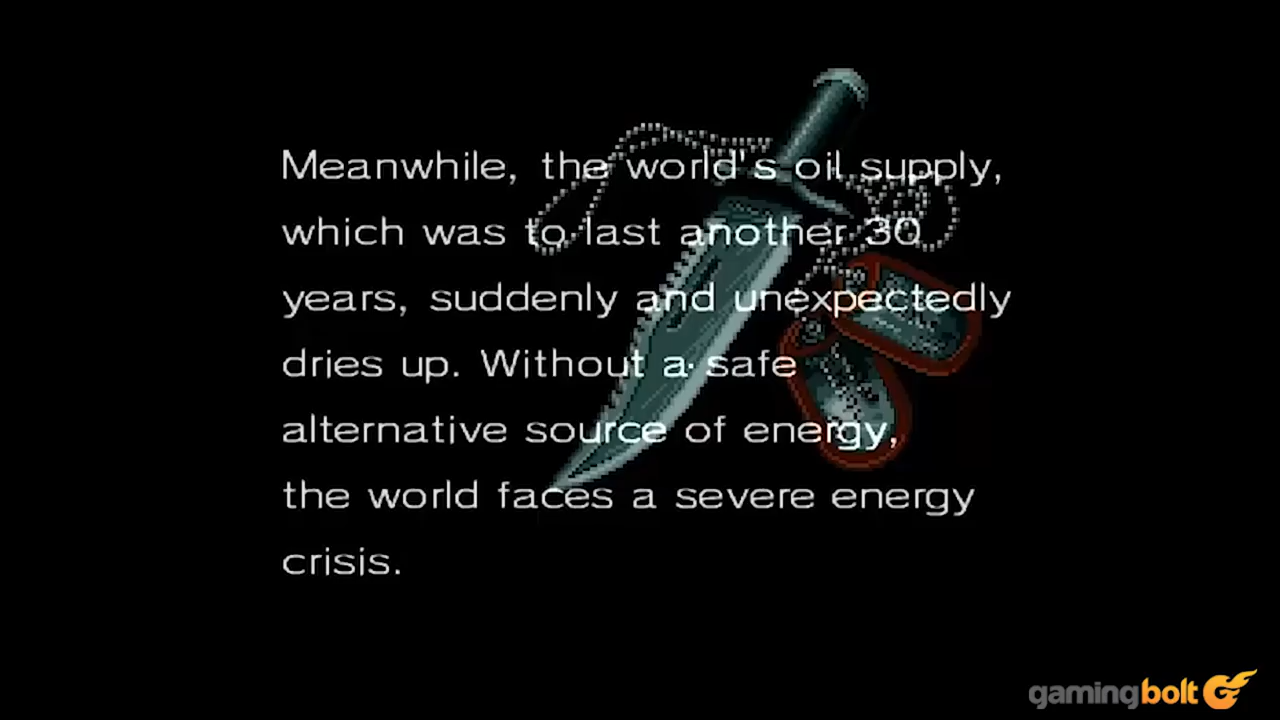 Meanwhile, the world's oil supply,
which was to last another 30
years, suddenly and unexpectedly
dries up. Without a safe
alternative source of energy,
the world faces a severe energy
crisis.
gamingbolt